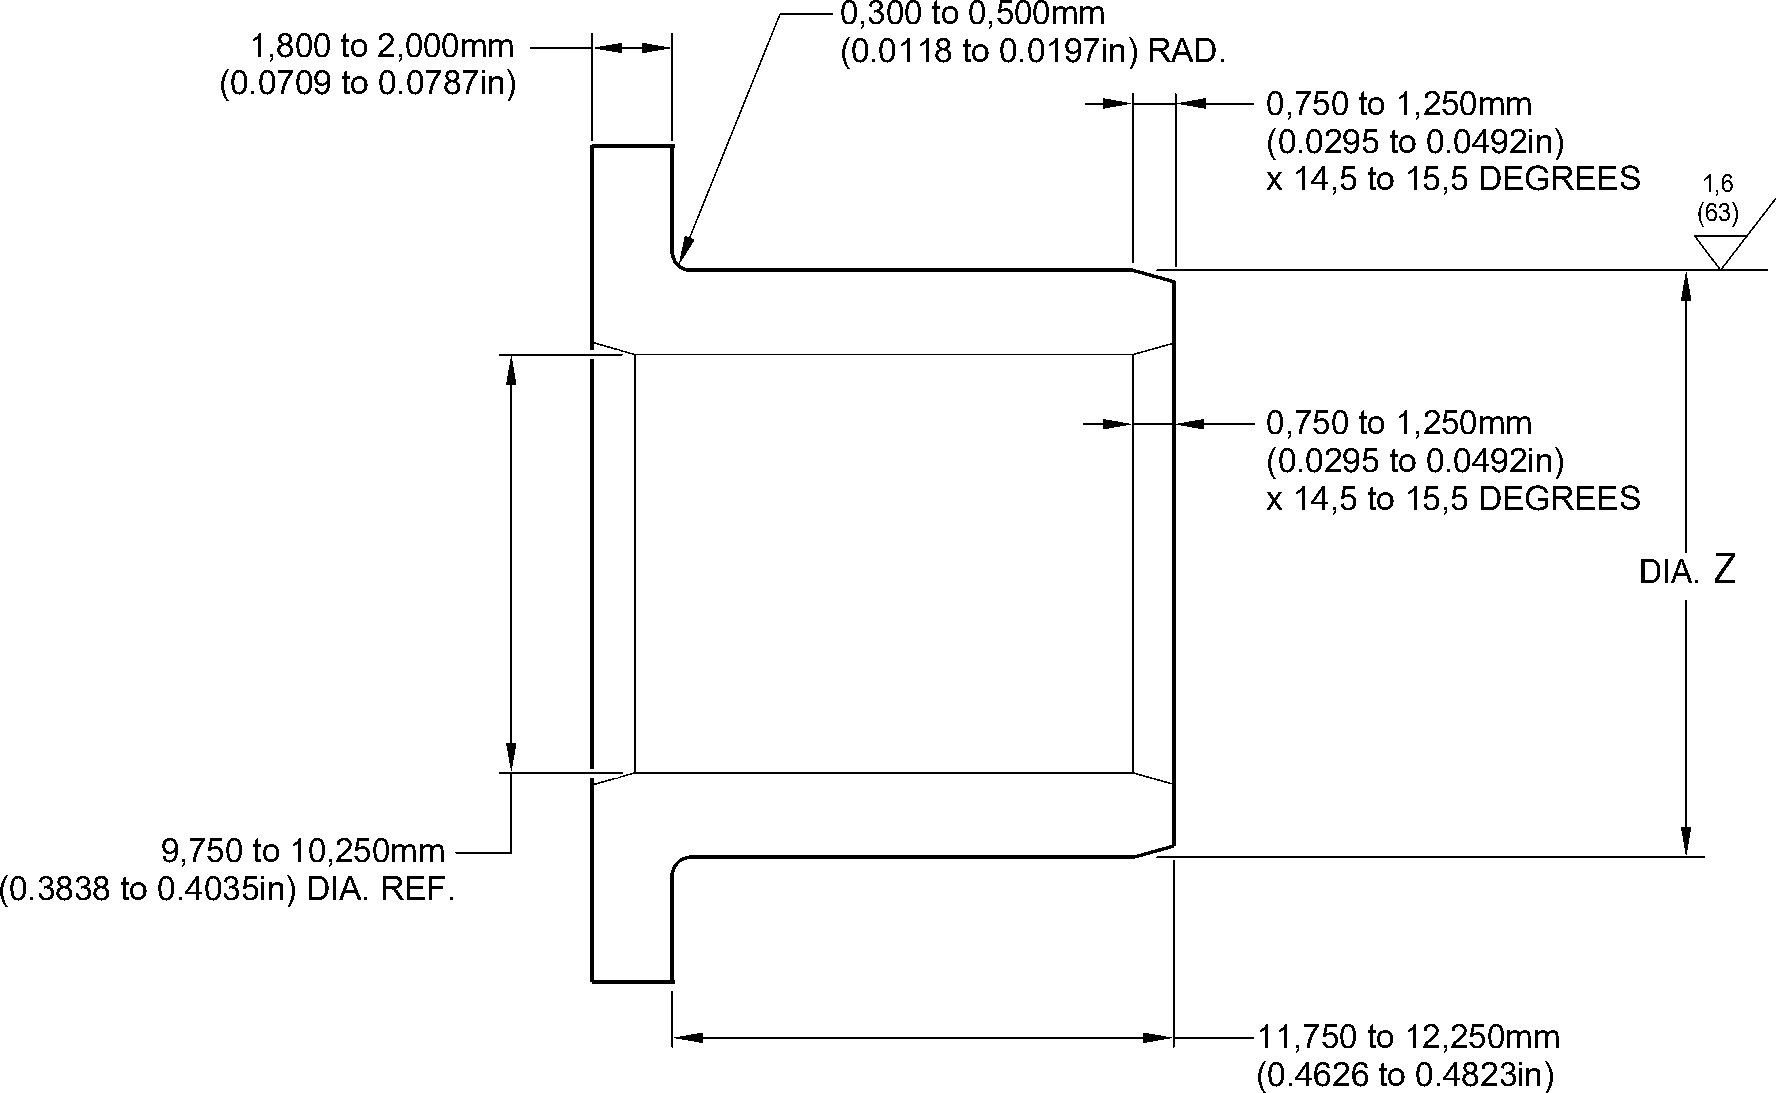 1,800 to 2,000mm
(0.0709 to 0.0787in)
0,300 to 0,500mm
(0.0118 to 0.0197in) RAD.
0,750 to 1,250mm
(0.0295 to 0.0492in)
x 14,5 to 15,5 DEGREES
1,6
(63)
0,750 to 1,250mm
(0.0295 to 0.0492in)
x 14,5 to 15,5 DEGREES
DIA. Z
9,750 to 10,250mm
(0.3838 to 0.4035in) DIA. REF.
11,750 to 12,250mm
(0.4626 to 0.4823in)